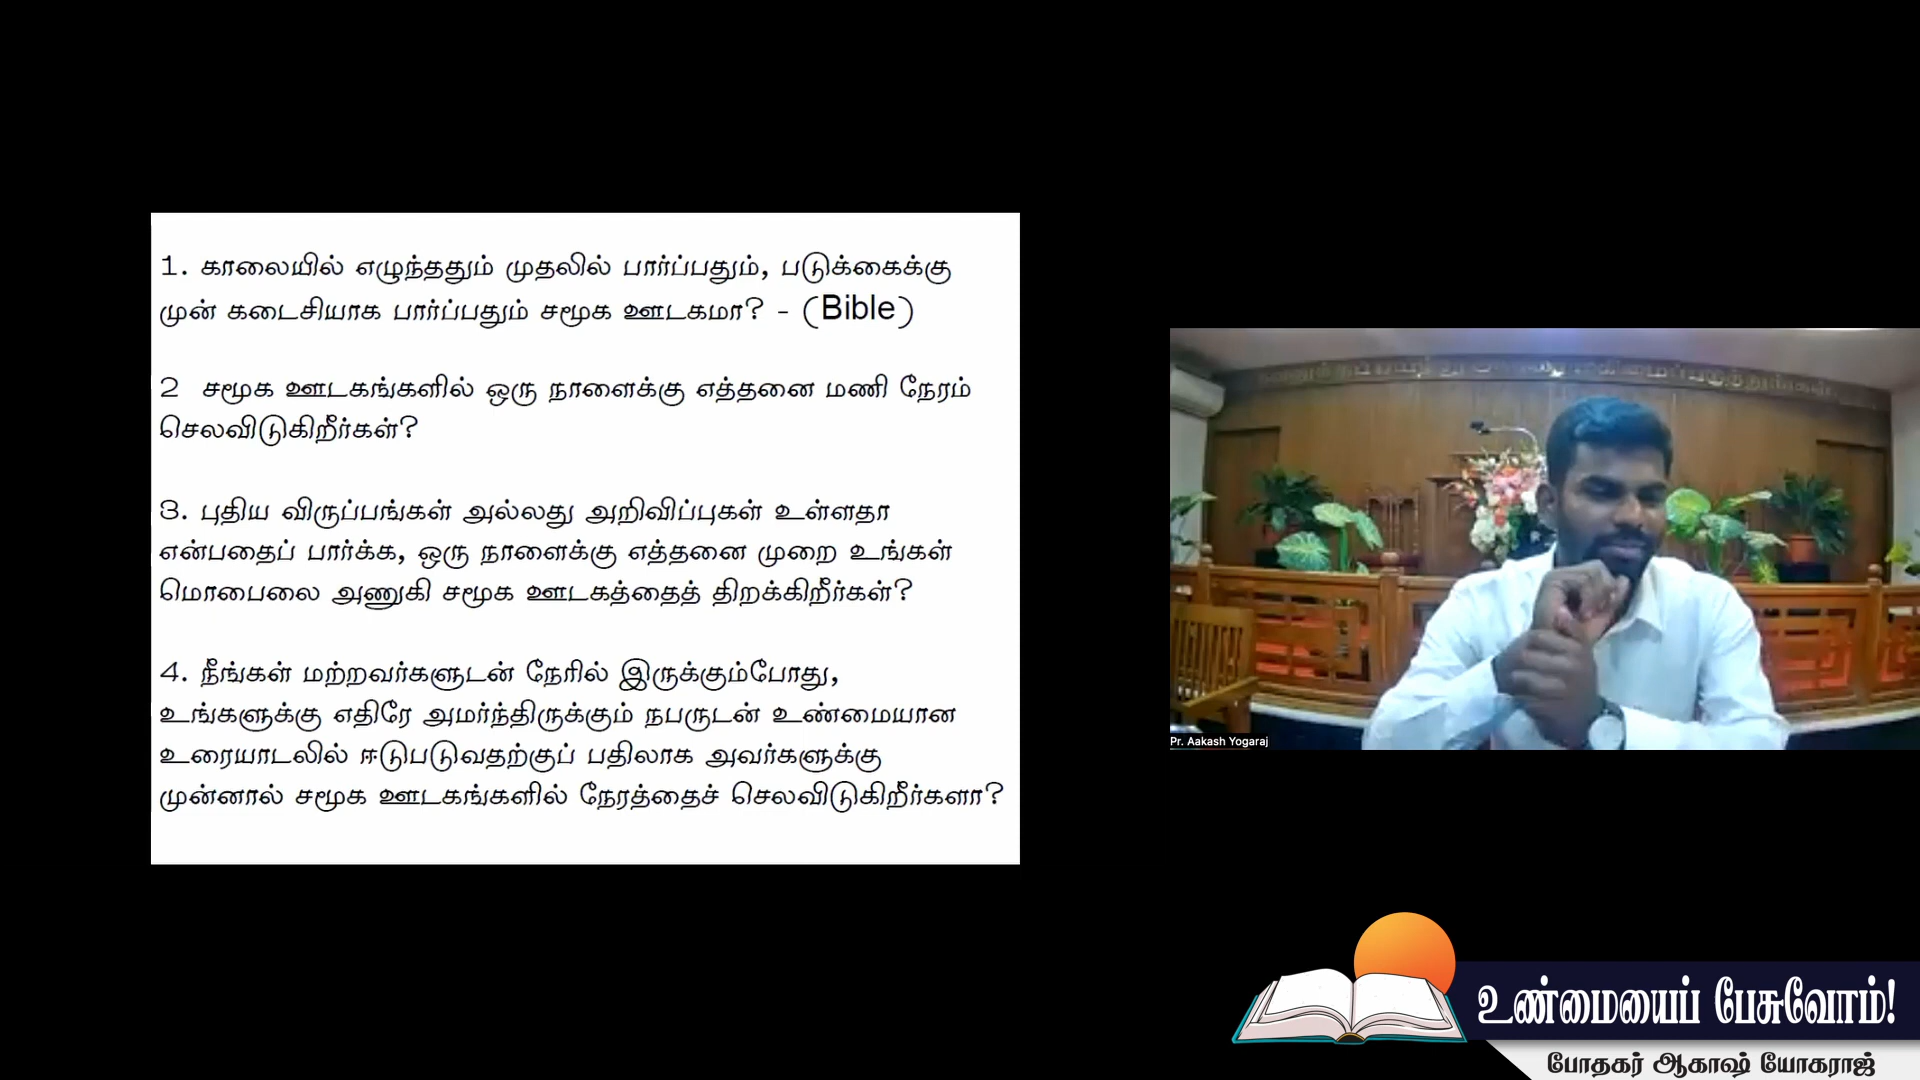 1. காலையில் எழுந்ததும் முதலில் பார்ப்பதும், படுக்கைக்கு
முன் கடைசியாக பார்ப்பதும் சமூக ஊடகமா? - (Bible)
2 சமூக ஊடகங்களில் ஒரு நாளைக்கு எத்தனை மணி நேரம்
செலவிடுகிறீர்கள்?
3. புதிய விருப்பங்கள் அல்லது அறிவிப்புகள் உள்ளதா
என்பதைப் பார்க்க, ஒரு நாளைக்கு எத்தனை முறை உங்கள்
மொபைலை அணுகி சமூக ஊடகத்தைத் திறக்கிறீர்கள்?
4. நீங்கள் மற்றவர்களுடன் நேரில் இருக்கும்போது,
உங்களுக்கு எதிரே அமர்ந்திருக்கும் நபருடன் உண்மையான
உரையாடலில் ஈடுபடுவதற்குப் பதிலாக அவர்களுக்கு
முன்னால் சமூக ஊடகங்களில் நேரத்தைச் செலவிடுகிறீர்களா?
Pr. Aakash Yogaraj
உண்மையைப் பேசுவோம்!
போதகர் ஆகாஷ் யோகராஜ்